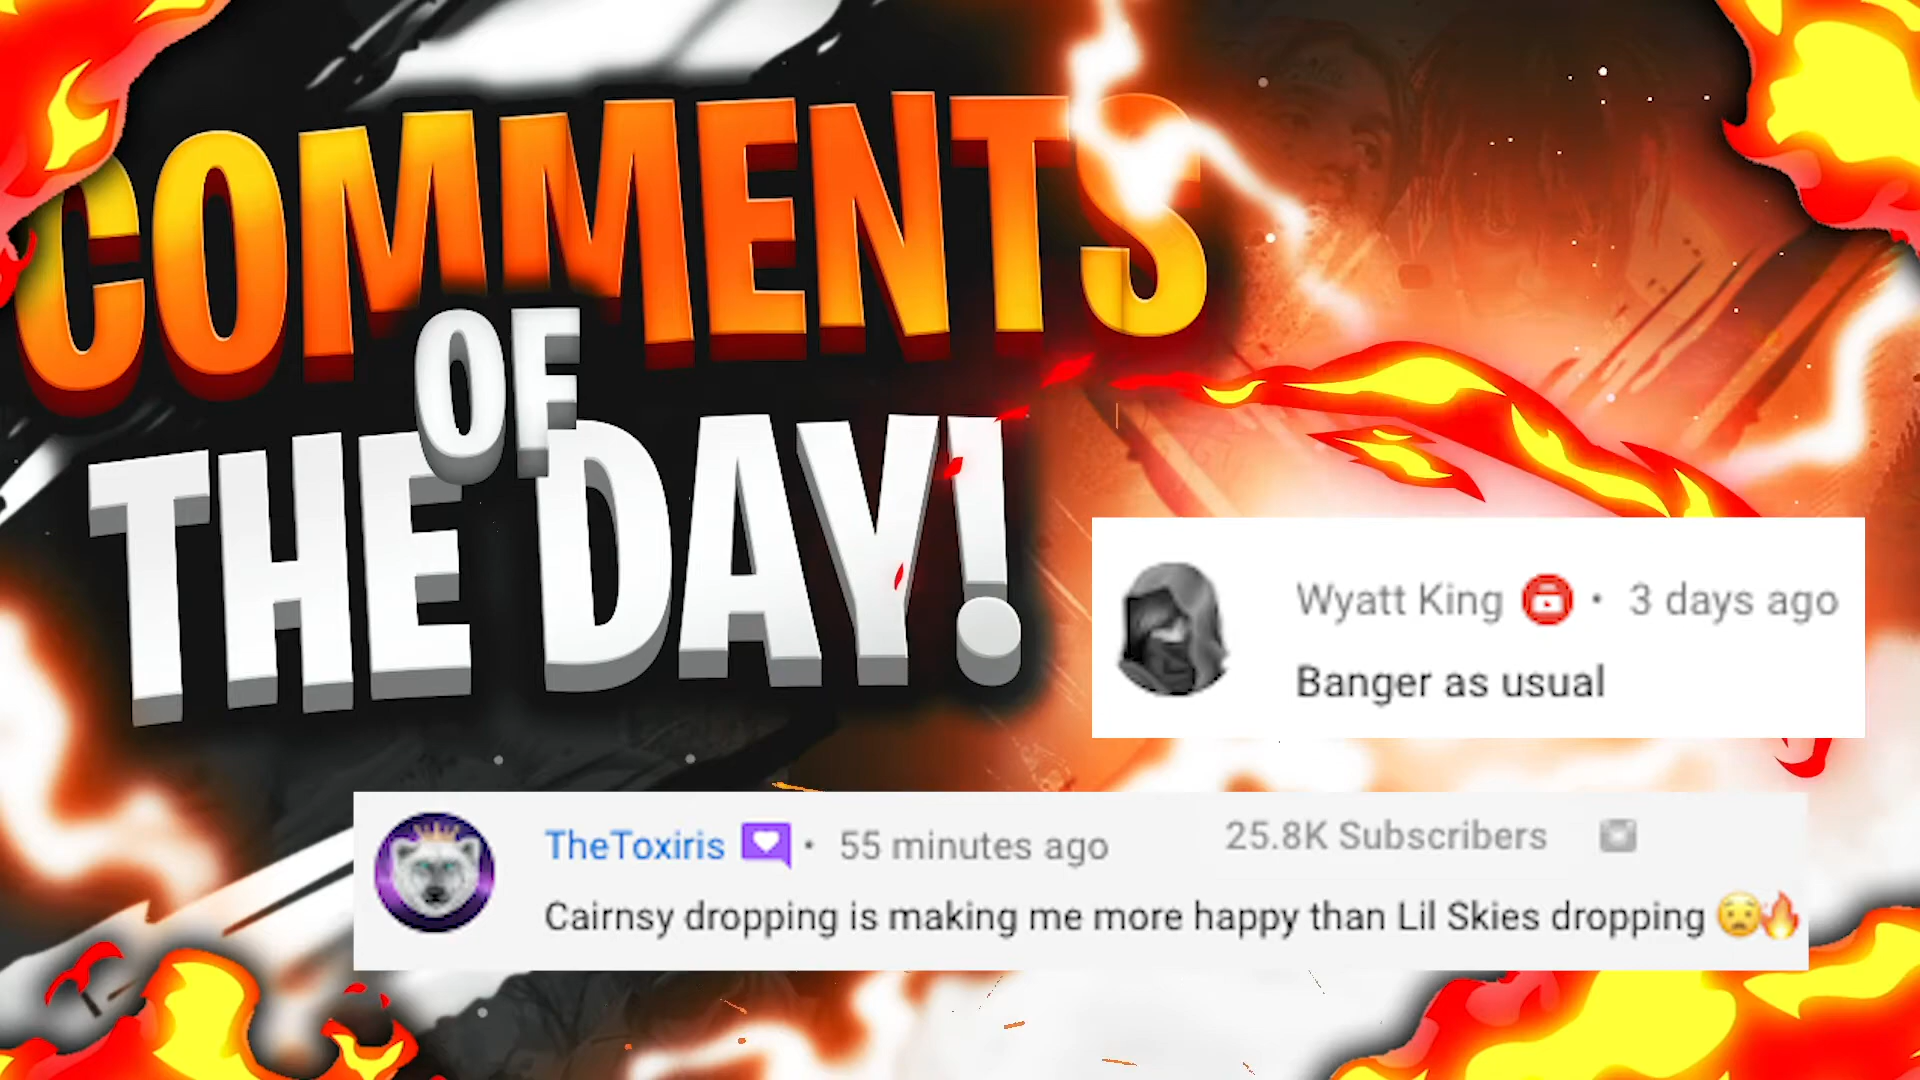 COMMENTS
OF
THE DAY!
Wyatt King • 3 days ago
Banger as usual
TheToxiris • 55 minutes ago 25.8K Subscribers
Cairnsy dropping is making me more happy than Lil Skies dropping 😟🔥